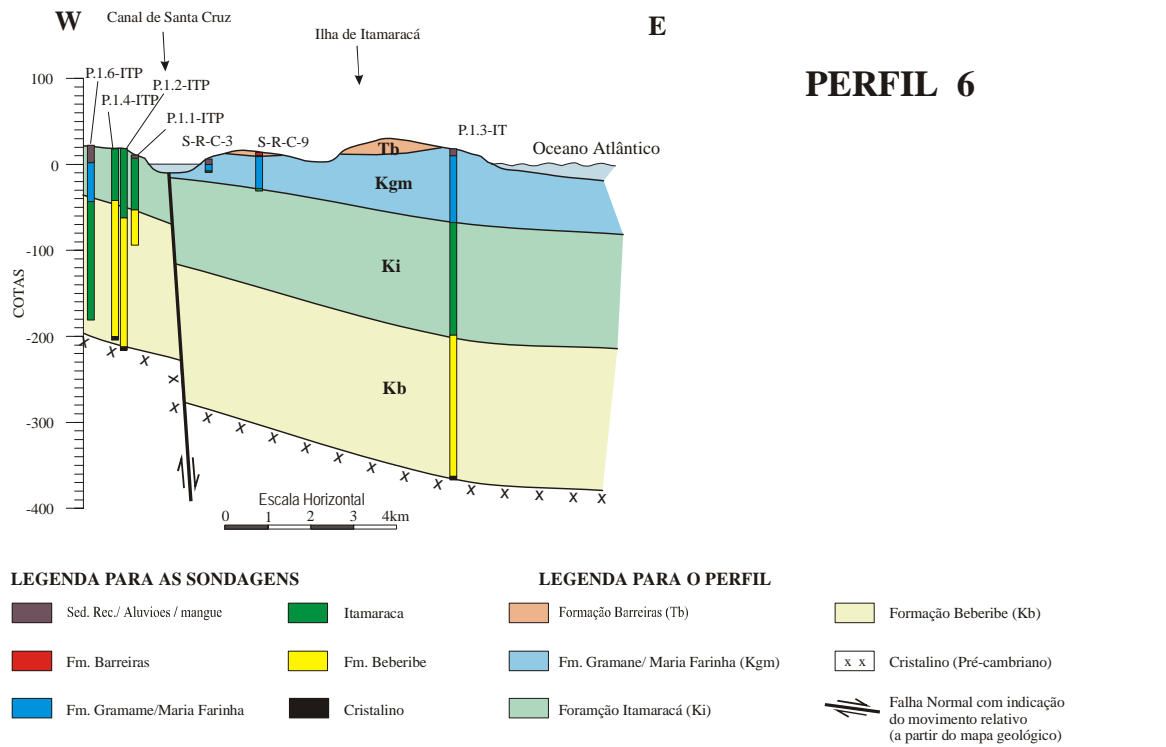 W
Canal de Santa Cruz
Ilha de Itamaracá
E
PERFIL 6
P.1.6-ITP
P.1.2-ITP
P.1.4-ITP
P.1.1-ITP
S-R-C-3
S-R-C-9
P.1.3-IT
Oceano Atlântico
100
0
-100
-200
-300
-400
COTAS
Tb
Kgm
Ki
Kb
x x x x x x x x x x x x x x x x x x
Escala Horizontal
0 1 2 3 4km
LEGENDA PARA AS SONDAGENS
LEGENDA PARA O PERFIL
Sed. Rec./ Aluvioes / mangue
Itamaraca
Formação Barreiras (Tb)
Formação Beberibe (Kb)
Fm. Barreiras
Fm. Beberibe
Fm. Gramane/ Maria Farinha (Kgm)
x x
Cristalino (Pré-cambriano)
Fm. Gramame/Maria Farinha
Cristalino
Foramção Itamaracá (Ki)
Falha Normal com indicação
do movimento relativo
(a partir do mapa geológico)